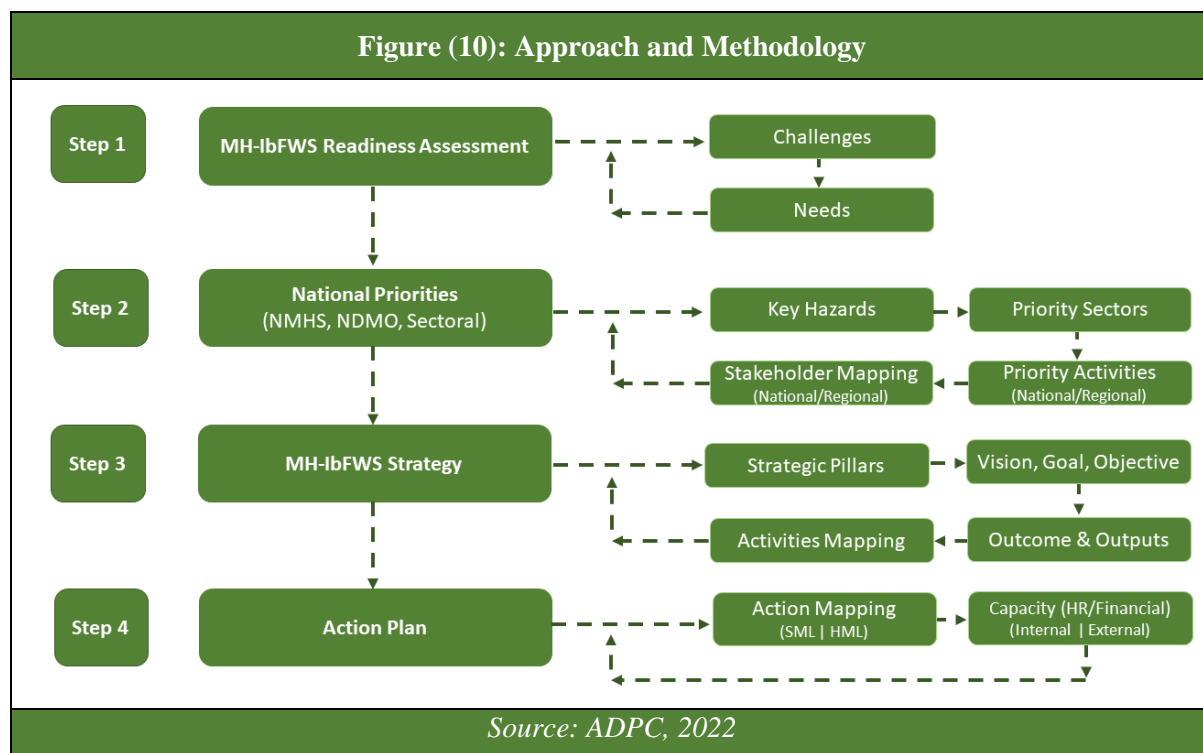 Figure (10): Approach and Methodology
Step 1
MH-IbFWS Readiness Assessment
Challenges
Needs
Step 2
National Priorities
(NMHS, NDMO, Sectoral)
Key Hazards
Priority Sectors
Stakeholder Mapping
(National/Regional)
Priority Activities
(National/Regional)
Step 3
MH-IbFWS Strategy
Strategic Pillars
Vision, Goal, Objective
Activities Mapping
Outcome & Outputs
Step 4
Action Plan
Action Mapping
(SML | HML)
Capacity (HR/Financial)
(Internal | External)
Source: ADPC, 2022